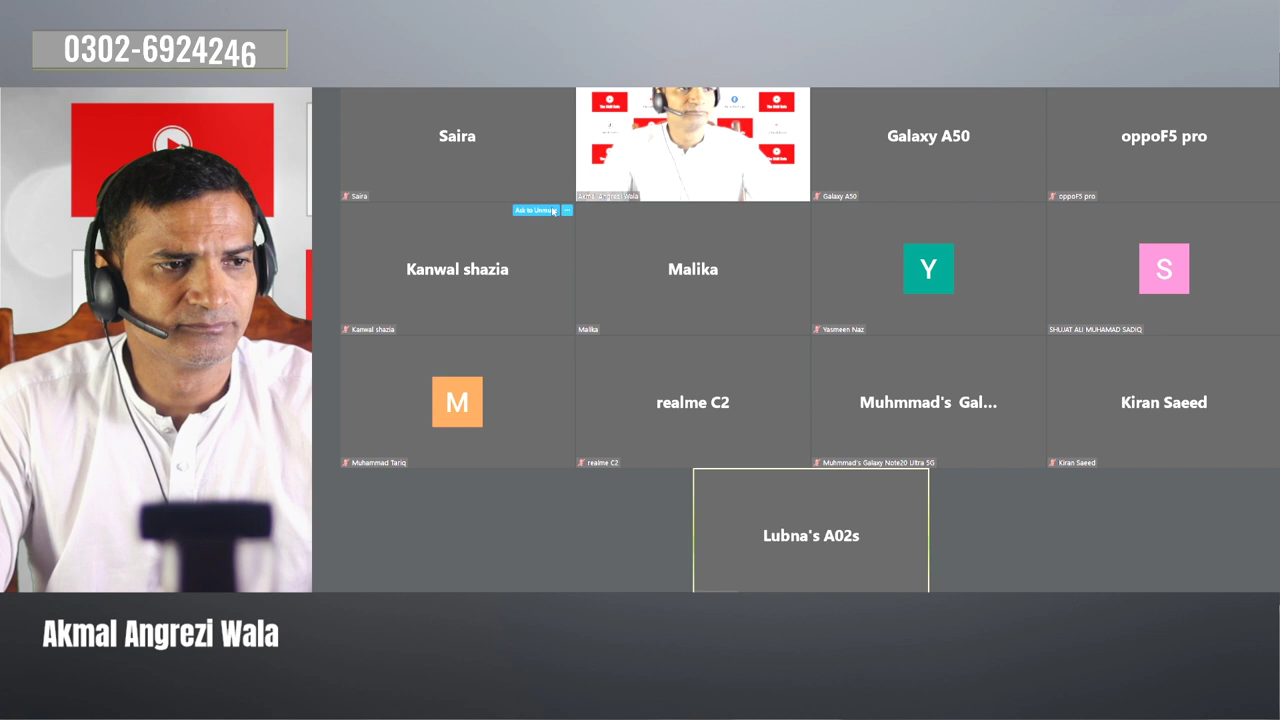 0302-6924246
Saira
Galaxy A50
oppoF5 pro
Saira
Akmal Angrezi Wala
Galaxy A50
oppoF5 pro
Ask to Unmute
Kanwal shazia
Malika
Y
S
Kanwal shazia
Malika
Yasmeen Naz
SHUJAT ALI MUHAMAD SADIQ
M
realme C2
Muhmmad's Gal...
Kiran Saeed
Muhammad Tariq
realme C2
Muhmmad's Galaxy Note20 Ultra 5G
Kiran Saeed
Lubna's A02s
Akmal Angrezi Wala